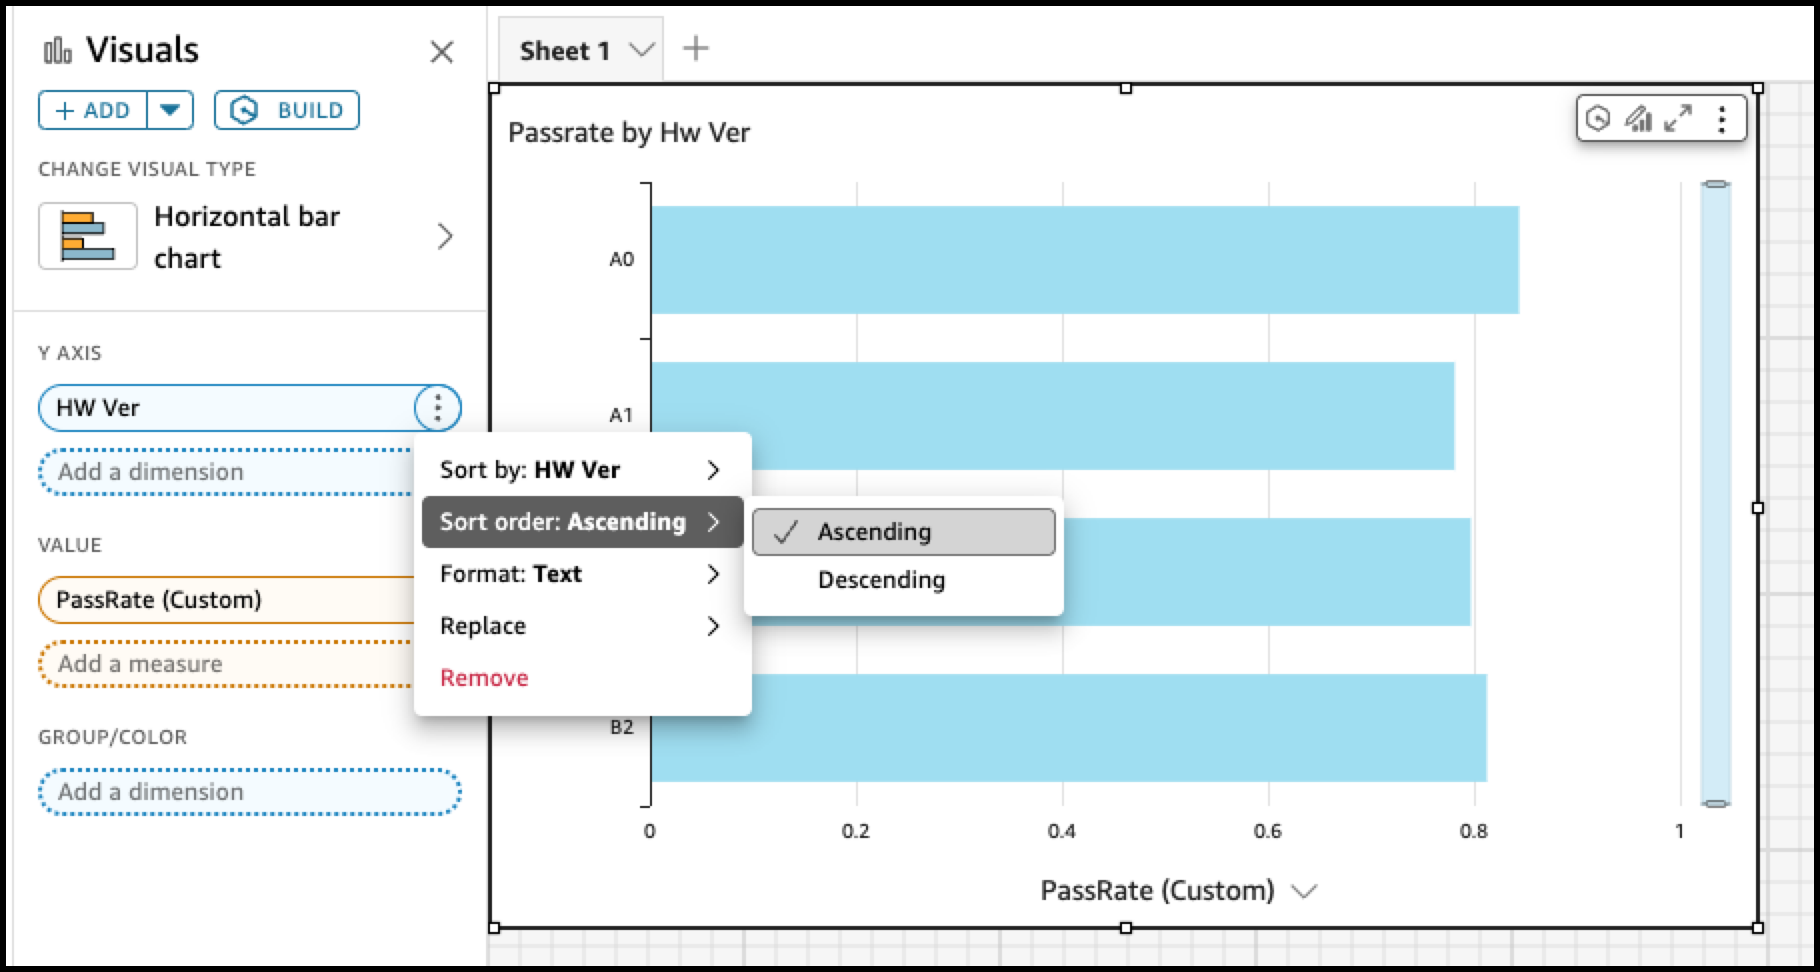 Visuals
+ ADD
BUILD
CHANGE VISUAL TYPE
Horizontal bar
chart
Y AXIS
HW Ver
Add a dimension
VALUE
PassRate (Custom)
Add a measure
GROUP/COLOR
Add a dimension
Sort by: HW Ver
Sort order: Ascending
Format: Text
Replace
Remove
Ascending
Descending
Sheet 1
Passrate by Hw Ver
A0
A1
B2
0 0.2 0.4 0.6 0.8 1
PassRate (Custom)